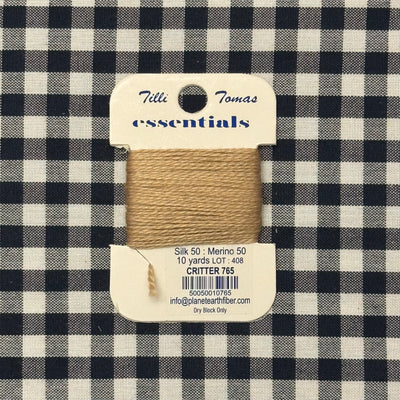 Tilli Tomas
essentials
Silk 50 : Merino 50
10 yards LOT : 408
CRITTER 765
50050010765
info@planetearthfiber.com
Dry Block Only